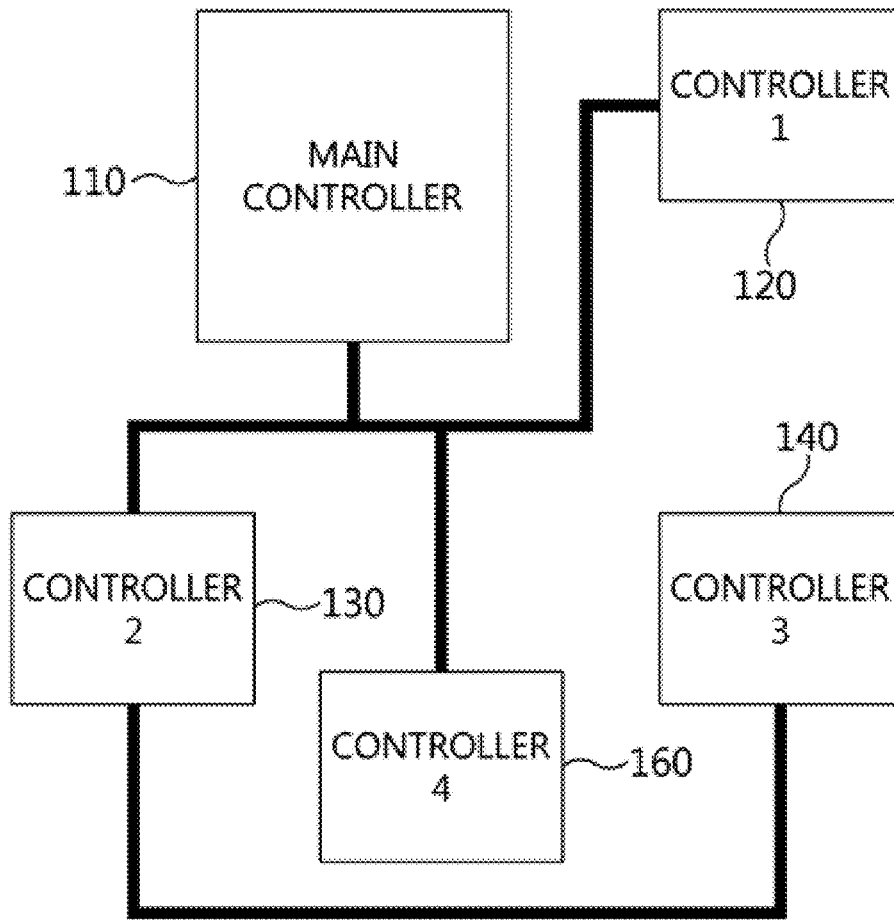 MAIN
CONTROLLER
110
CONTROLLER
1
120
CONTROLLER
2
130
140
CONTROLLER
3
CONTROLLER
4
160